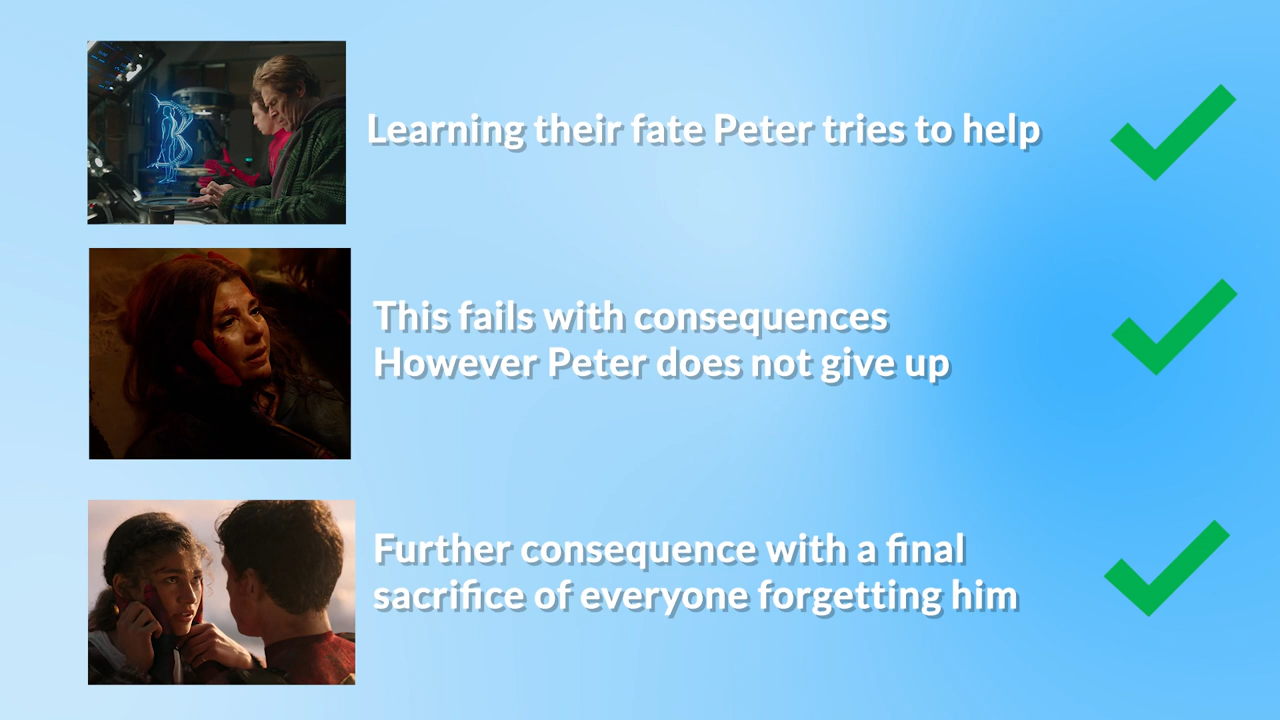 Learning their fate Peter tries to help
This fails with consequences
However Peter does not give up
Further consequence with a final
sacrifice of everyone forgetting him